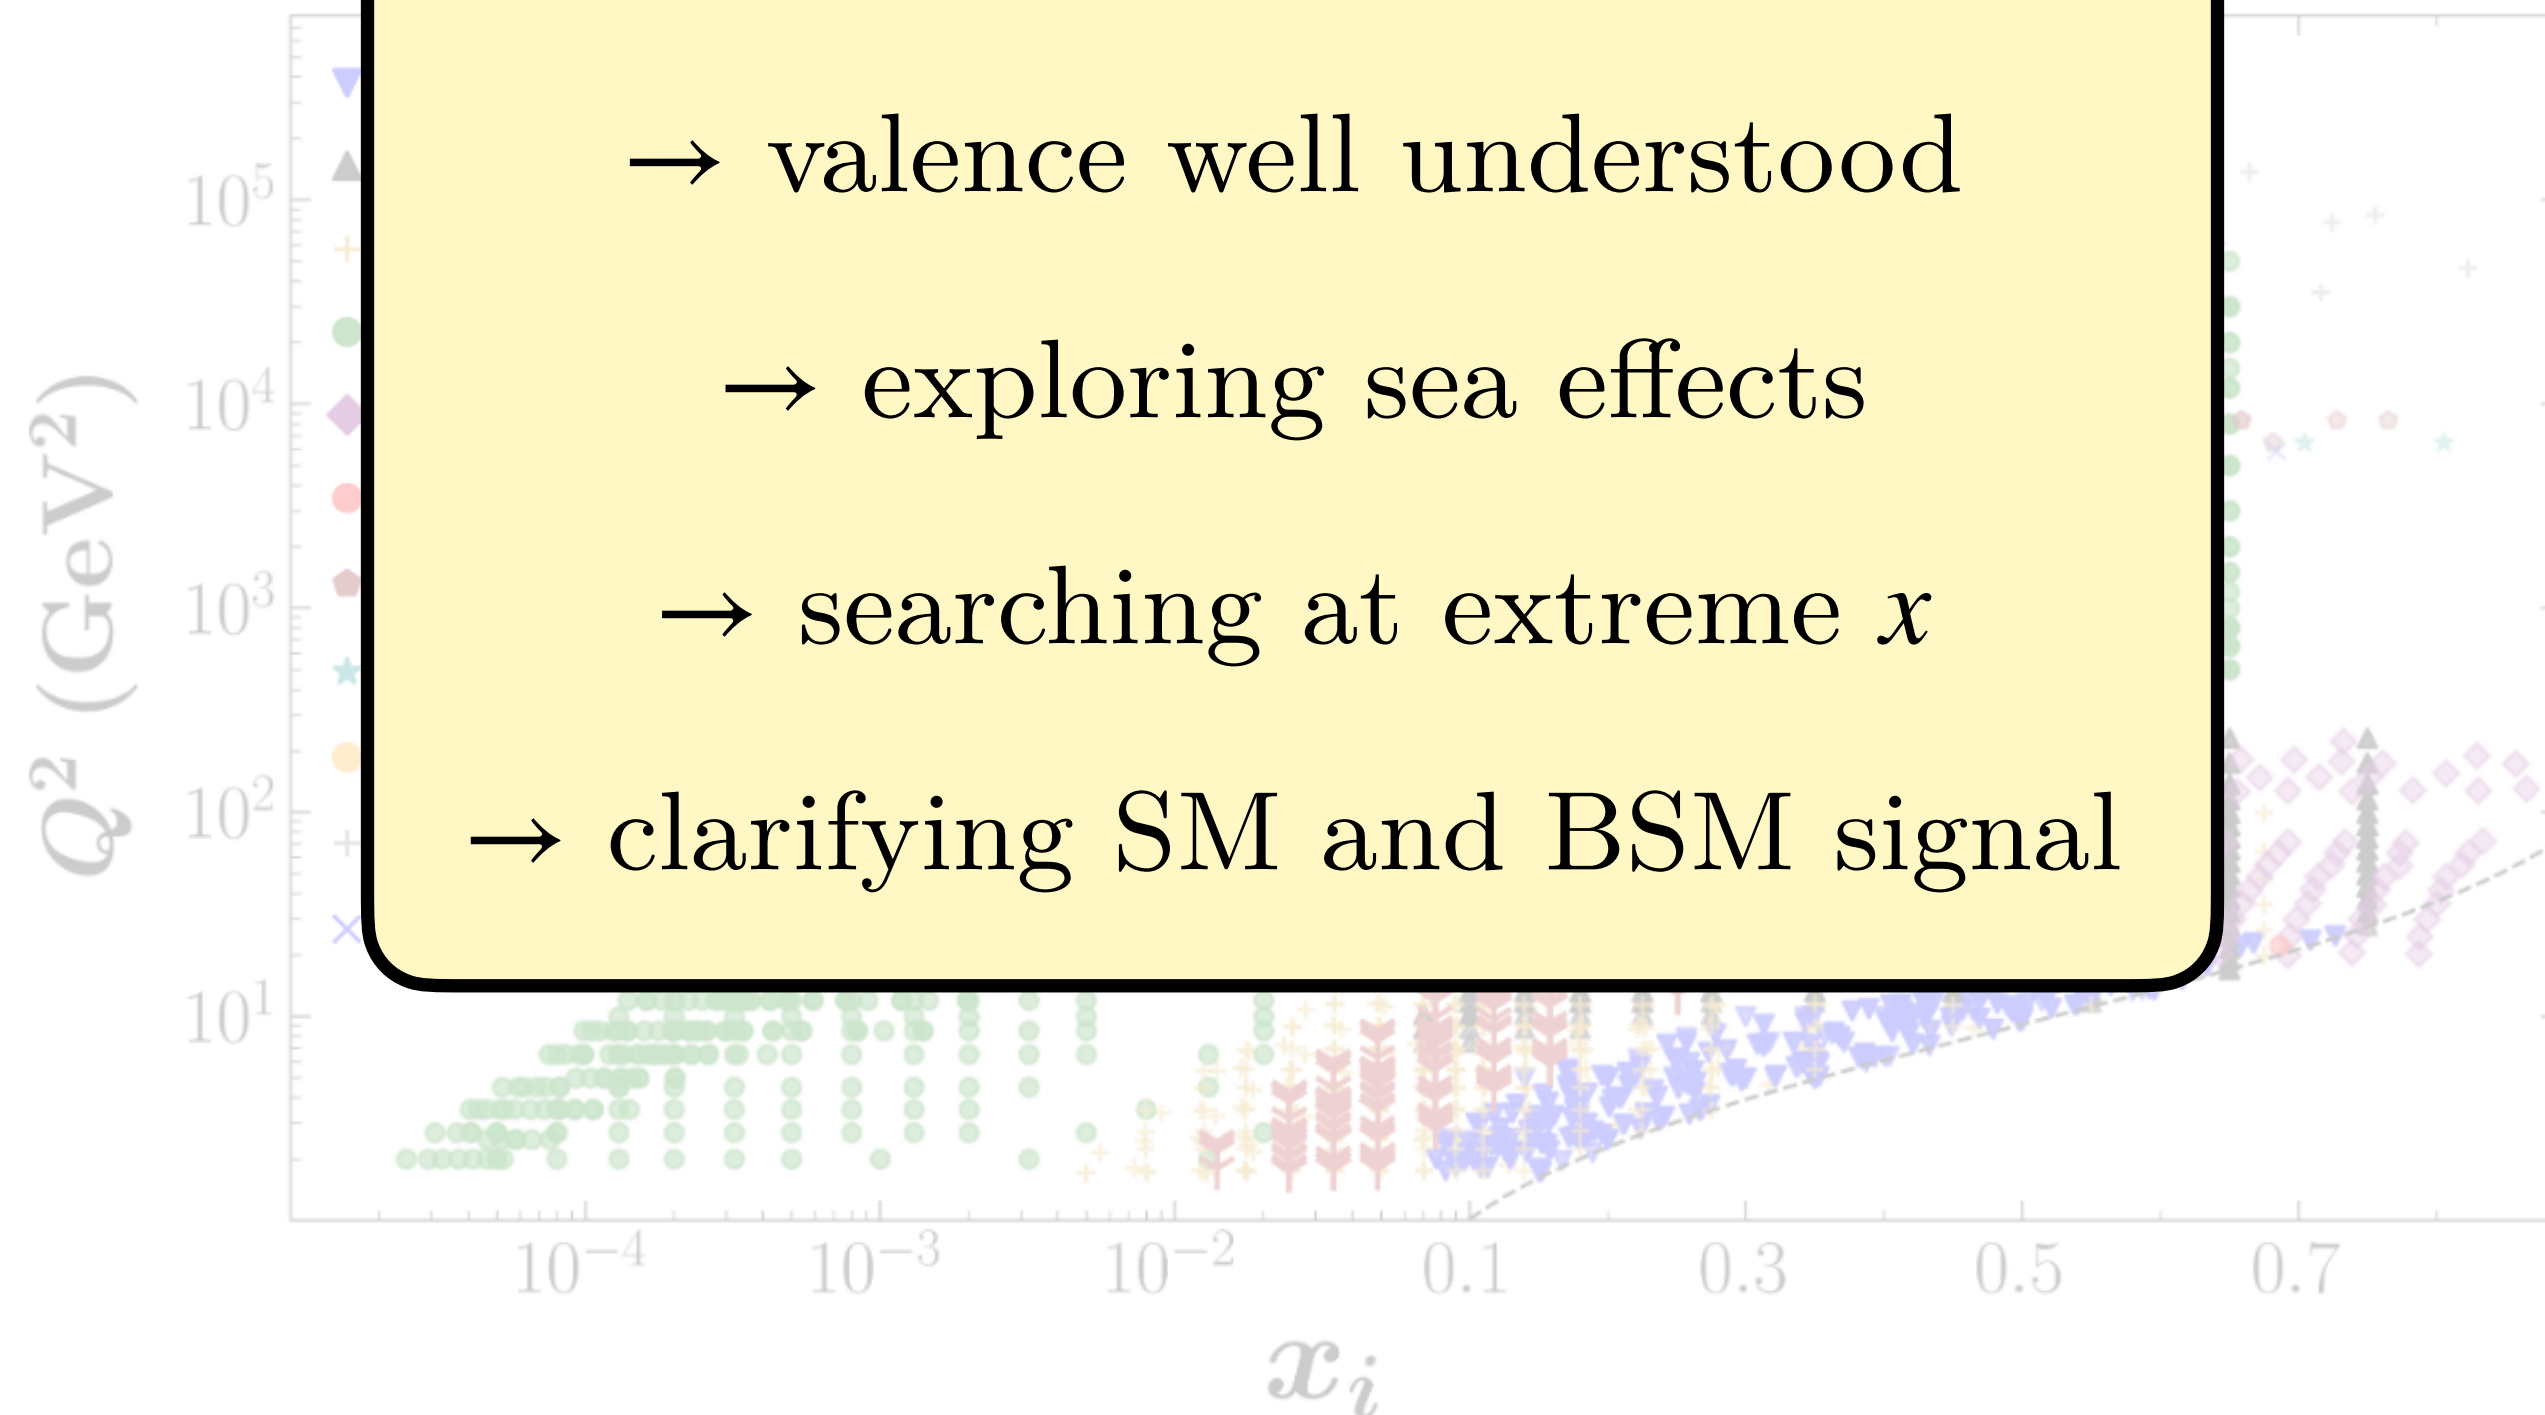 → valence well understood
→ exploring sea effects
→ searching at extreme x
→ clarifying SM and BSM signal
Q² (GeV²)
10⁵
10⁴
10³
10²
10¹
10⁻⁴ 10⁻³ 10⁻² 0.1 0.3 0.5 0.7
xᵢ